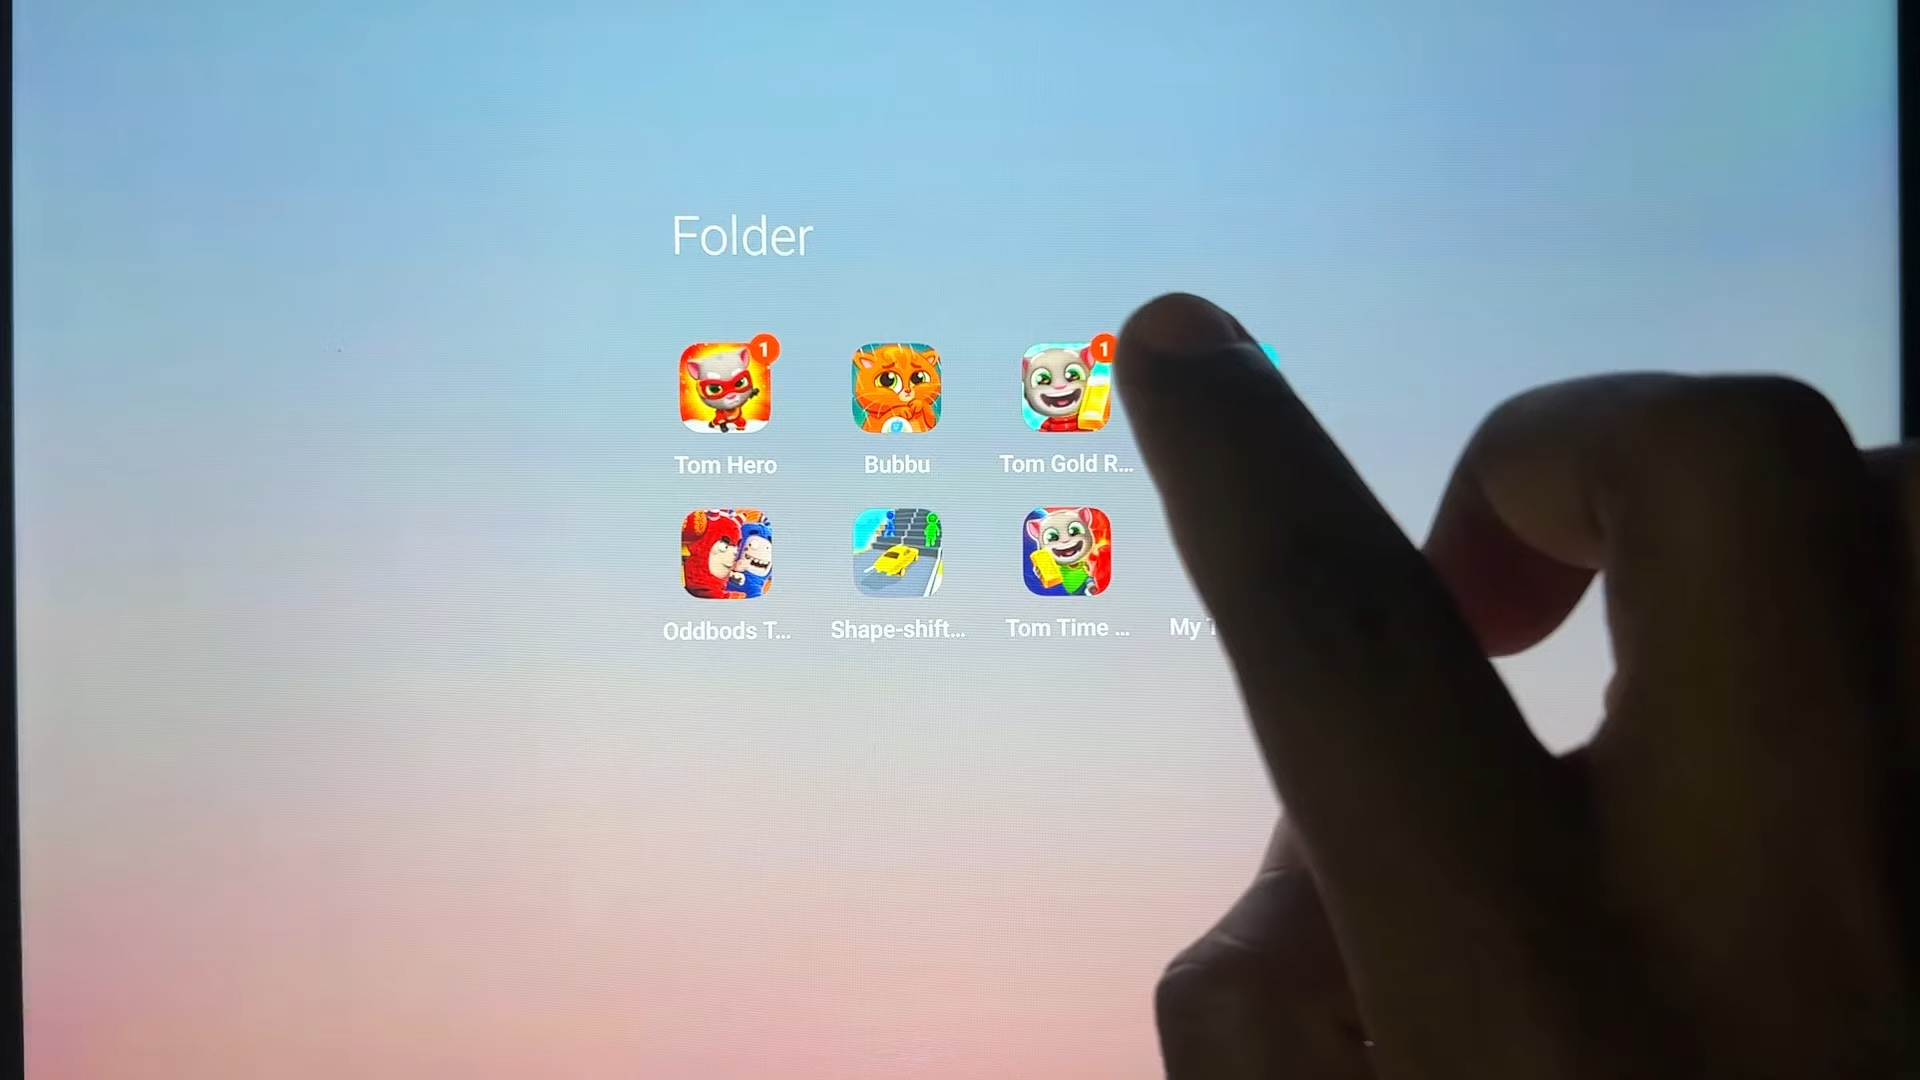 Folder
1
1
Tom Hero
Bubbu
Tom Gold R...
Oddbods T...
Shape-shift...
Tom Time ...
My